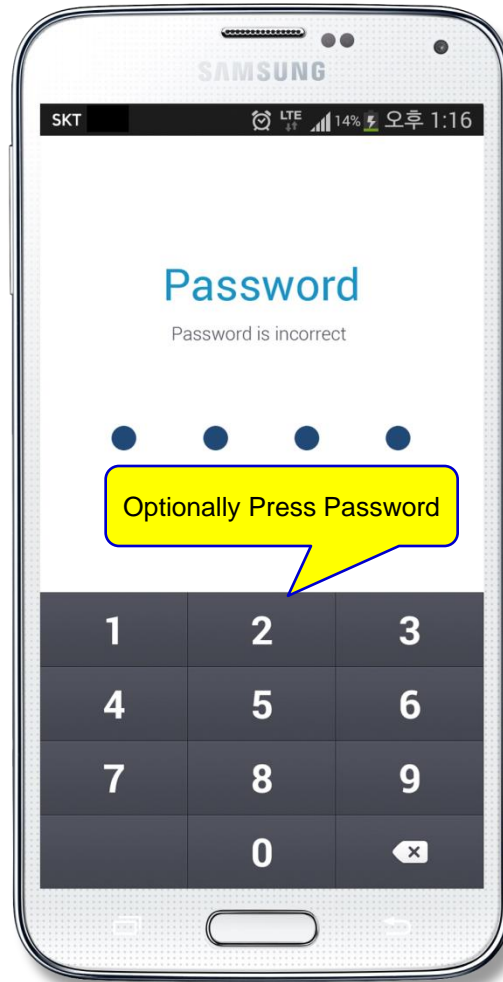 SAMSUNG
SKT LTE 14% 오후 1:16
Password
Password is incorrect
Optionally Press Password
1 2 3
4 5 6
7 8 9
0